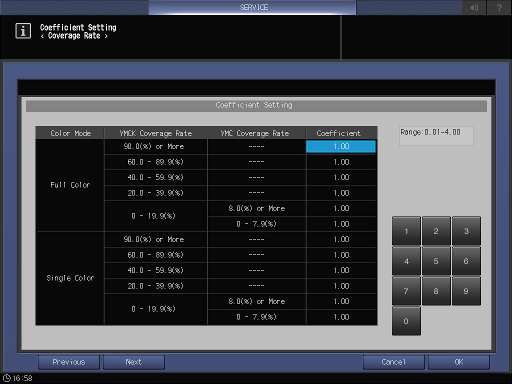 SERVICE
?
Coefficient Setting
< Coverage Rate >
Coefficient Setting
Color Mode YMCK Coverage Rate YMC Coverage Rate Coefficient
Full Color
90.0(%) or More ---- 1.00
60.0 - 89.9(%) ---- 1.00
40.0 - 59.9(%) ---- 1.00
20.0 - 39.9(%) ---- 1.00
0 - 19.9(%) 8.0(%) or More 1.00
0 - 7.9(%) 1.00
Single Color
90.0(%) or More ---- 1.00
60.0 - 89.9(%) ---- 1.00
40.0 - 59.9(%) ---- 1.00
20.0 - 39.9(%) ---- 1.00
0 - 19.9(%) 8.0(%) or More 1.00
0 - 7.9(%) 1.00
Range:0.01-4.00
1 2 3
4 5 6
7 8 9
0
Previous Next Cancel OK
16:58